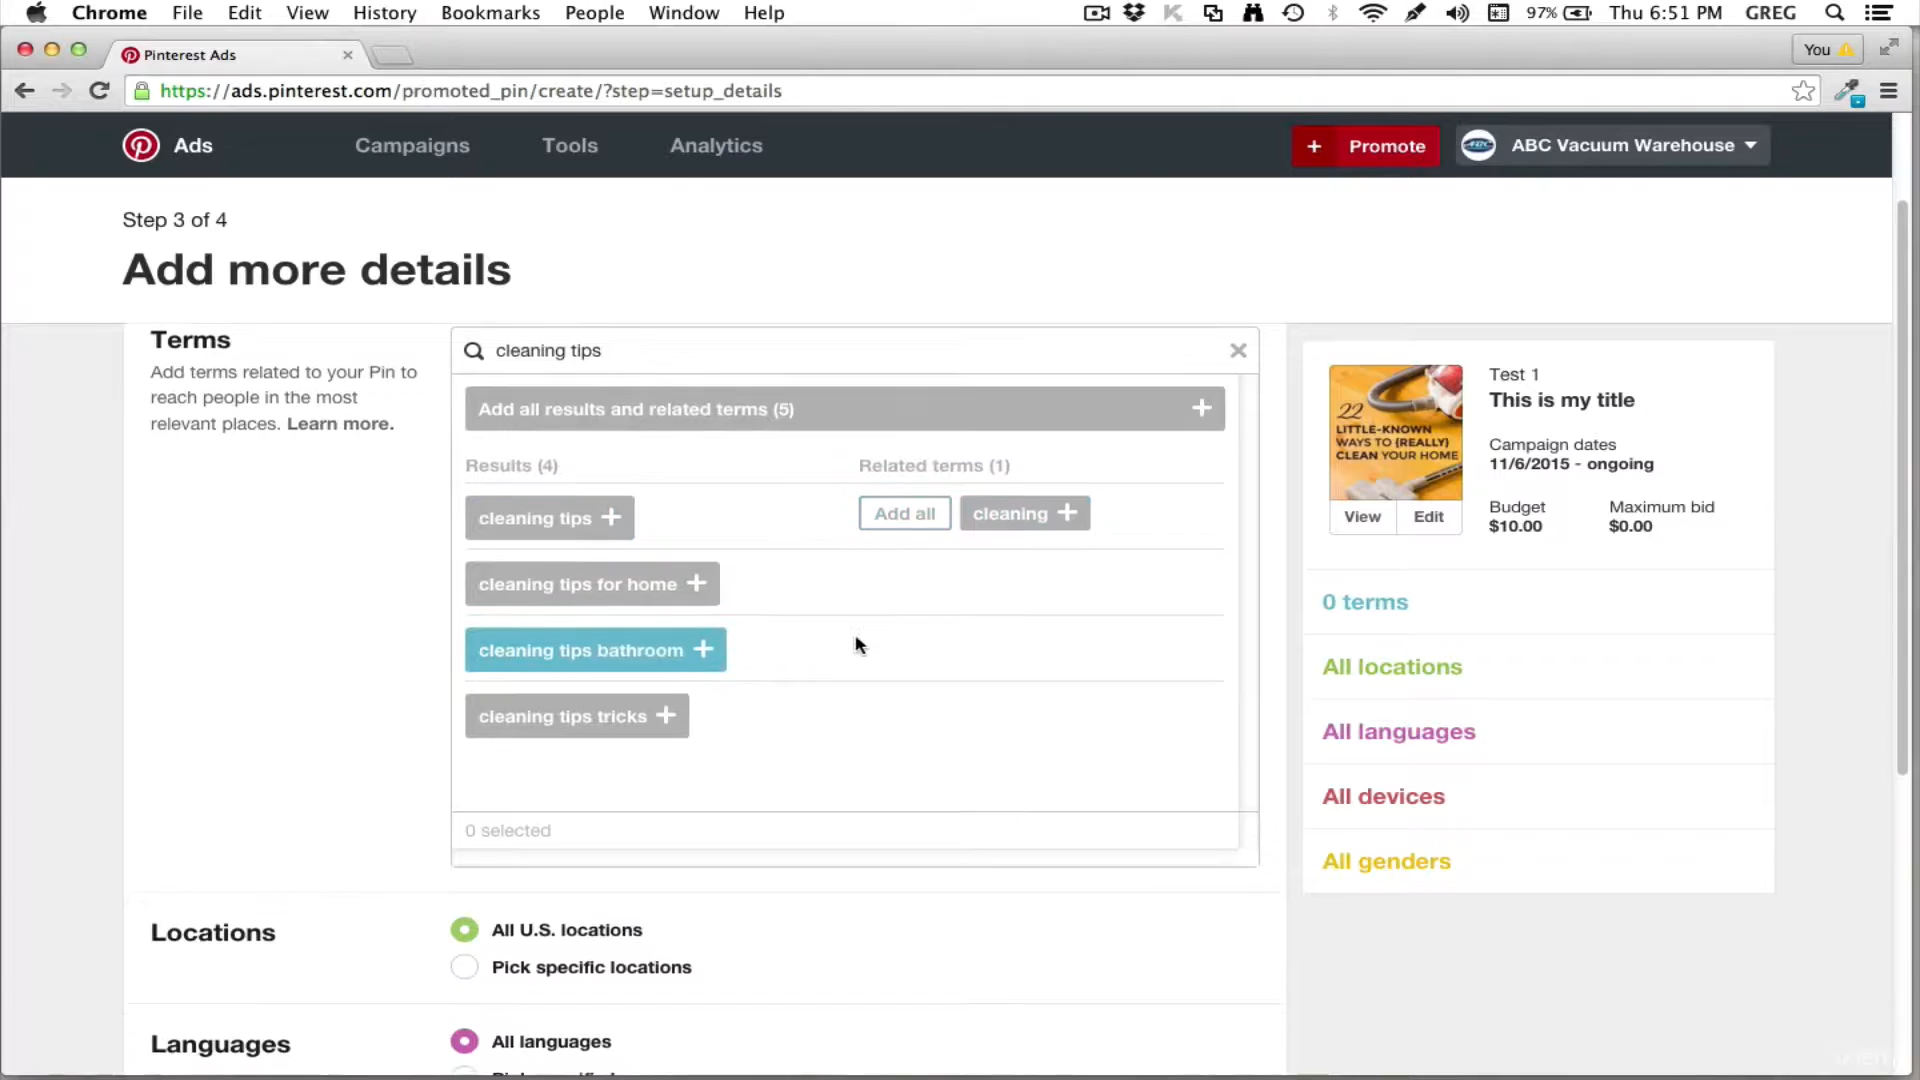 Chrome File Edit View History Bookmarks People Window Help 97% Thu 6:51 PM GREG
Pinterest Ads
You
https://ads.pinterest.com/promoted_pin/create/?step=setup_details
Ads Campaigns Tools Analytics + Promote ABC Vacuum Warehouse
Step 3 of 4
Add more details
Terms
Add terms related to your Pin to
reach people in the most
relevant places. Learn more.
cleaning tips
Add all results and related terms (5) +
Results (4)
Related terms (1)
cleaning tips +
Add all
cleaning +
cleaning tips for home +
cleaning tips bathroom +
cleaning tips tricks +
0 selected
Locations
All U.S. locations
Pick specific locations
Languages
All languages
22
LITTLE-KNOWN
WAYS TO {REALLY}
CLEAN YOUR HOME
View
Edit
Test 1
This is my title
Campaign dates
11/6/2015 - ongoing
Budget
$10.00
Maximum bid
$0.00
0 terms
All locations
All languages
All devices
All genders